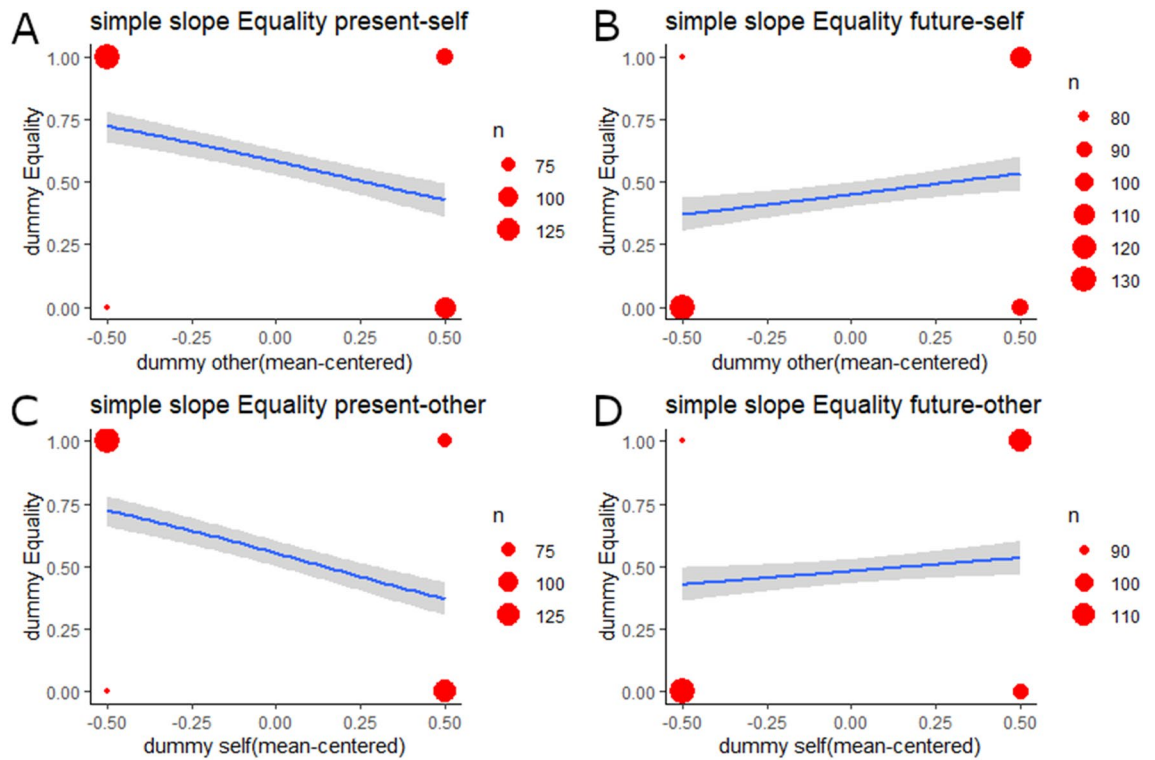 A
simple slope Equality present-self
dummy Equality
1.00
0.75
0.50
0.25
0.00
-0.50 -0.25 0.00 0.25 0.50
dummy other(mean-centered)
n
75
100
125
B
simple slope Equality future-self
dummy Equality
1.00
0.75
0.50
0.25
0.00
-0.50 -0.25 0.00 0.25 0.50
dummy other(mean-centered)
n
80
90
100
110
120
130
C
simple slope Equality present-other
dummy Equality
1.00
0.75
0.50
0.25
0.00
-0.50 -0.25 0.00 0.25 0.50
dummy self(mean-centered)
n
75
100
125
D
simple slope Equality future-other
dummy Equality
1.00
0.75
0.50
0.25
0.00
-0.50 -0.25 0.00 0.25 0.50
dummy self(mean-centered)
n
90
100
110